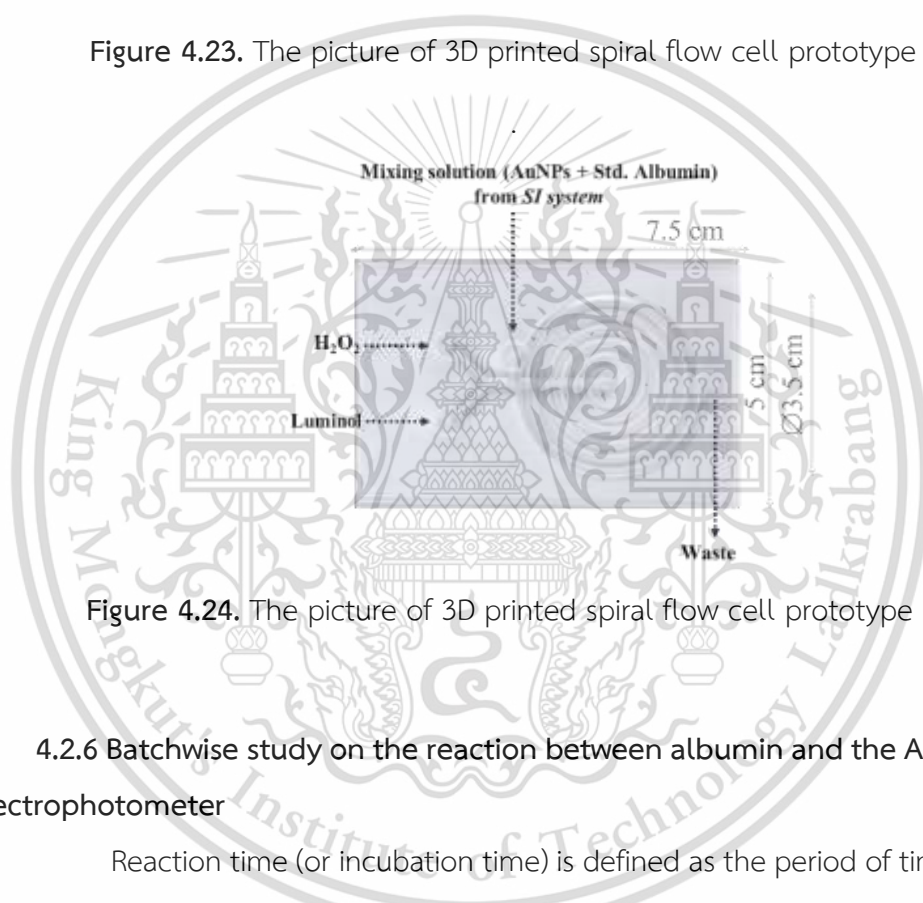 Figure 4.23. The picture of 3D printed spiral flow cell prototype
Mixing solution (AuNPs + Std. Albumin)
from SI system
7.5 cm
H₂O₂
Luminol
5 cm
Ø3.5 cm
Waste
Figure 4.24. The picture of 3D printed spiral flow cell prototype
4.2.6 Batchwise study on the reaction between albumin and the A
ectrophotometer
Reaction time (or incubation time) is defined as the period of tin
King Mongkut's Institute of Technology Ladkrabang